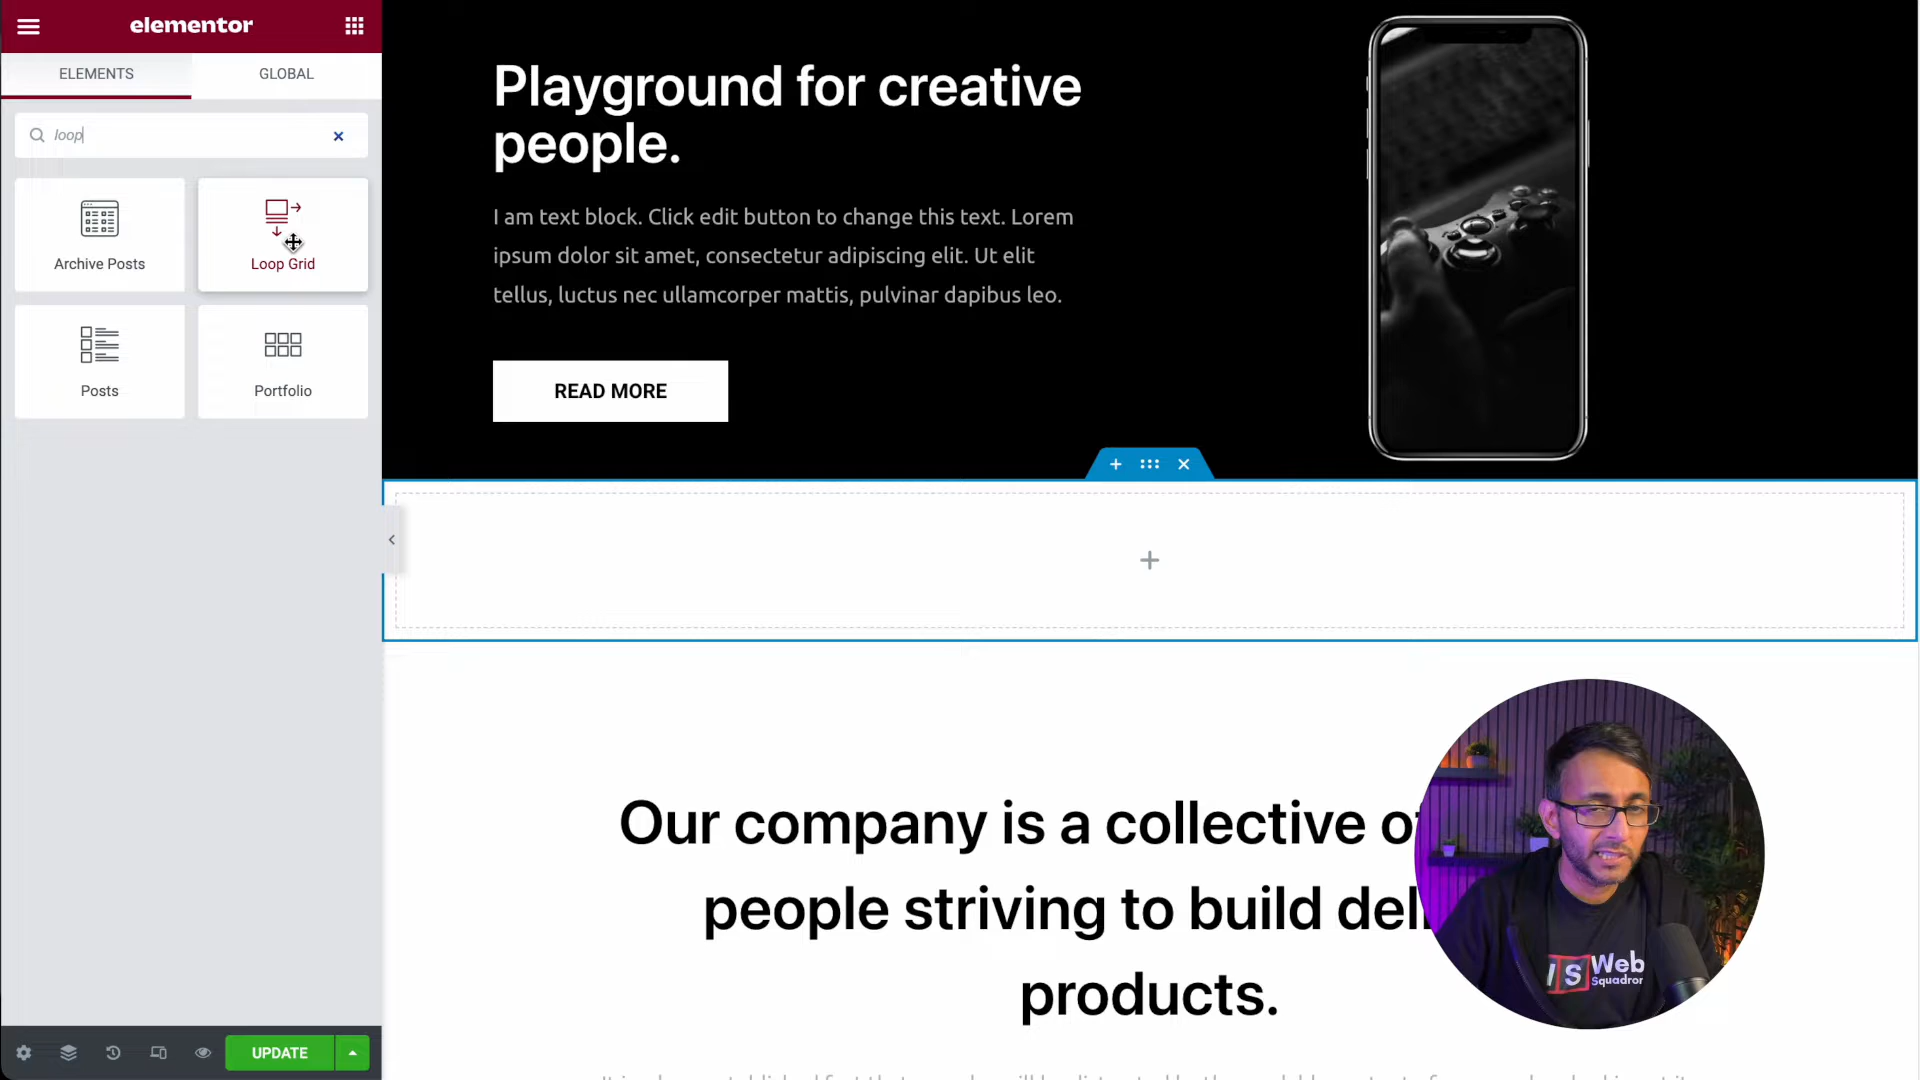 elementor
ELEMENTS
GLOBAL
loop
Archive Posts
Loop Grid
Posts
Portfolio
UPDATE
Playground for creative
people.
I am text block. Click edit button to change this text. Lorem
ipsum dolor sit amet, consectetur adipiscing elit. Ut elit
tellus, luctus nec ullamcorper mattis, pulvinar dapibus leo.
READ MORE
Our company is a collective
people striving to build
products.
IS Web